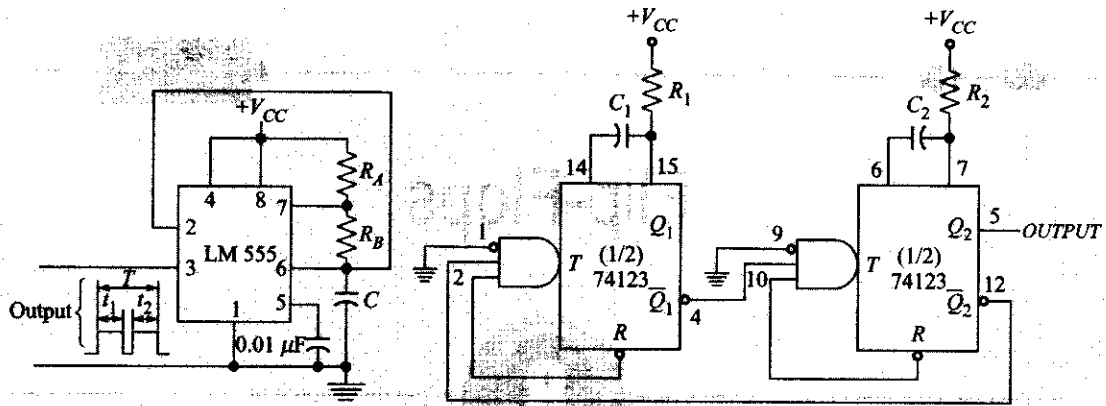 +V_CC
4
8
7
R_A
R_B
2
LM 555
6
3
1
5
C
0.01 μF
Output
T
t_1
t_2
+V_CC
R_1
C_1
14
15
1
2
T
Q_1
(1/2)
74123
Q̅_1
4
R
+V_CC
R_2
C_2
6
7
9
10
T
Q_2
5
OUTPUT
(1/2)
74123
Q̅_2
12
R